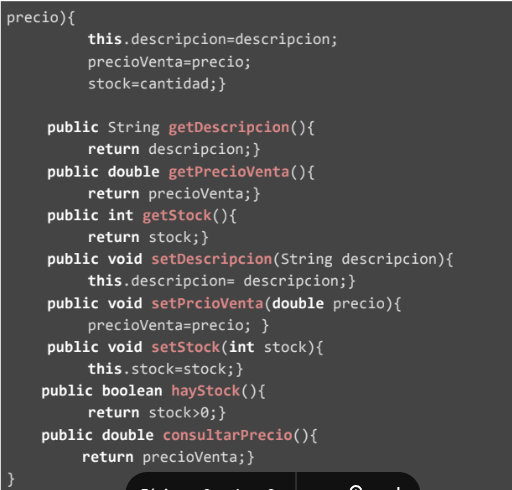 precio){
this.descripcion=descripcion;
precioVenta=precio;
stock=cantidad;}
public String getDescripcion(){
return descripcion;}
public double getPrecioVenta(){
return precioVenta;}
public int getStock(){
return stock;}
public void setDescripcion(String descripcion){
this.descripcion= descripcion;}
public void setPrcioVenta(double precio){
precioVenta=precio; }
public void setStock(int stock){
this.stock=stock;}
public boolean hayStock(){
return stock>0;}
public double consultarPrecio(){
return precioVenta;}
}